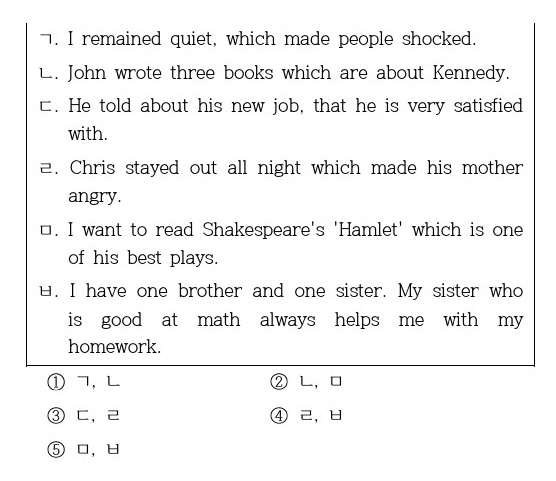 ㄱ. I remained quiet, which made people shocked.
ㄴ. John wrote three books which are about Kennedy.
ㄷ. He told about his new job, that he is very satisfied
with.
ㄹ. Chris stayed out all night which made his mother
angry.
ㅁ. I want to read Shakespeare's 'Hamlet' which is one
of his best plays.
ㅂ. I have one brother and one sister. My sister who
is good at math always helps me with my
homework.
① ㄱ, ㄴ ② ㄴ, ㅁ
③ ㄷ, ㄹ ④ ㄹ, ㅂ
⑤ ㅁ, ㅂ